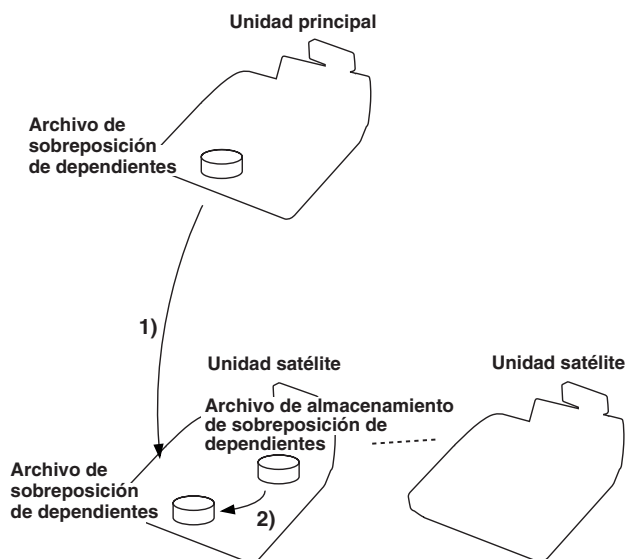 Unidad principal
Archivo de
sobreposición
de dependientes
1)
Unidad satélite
Unidad satélite
Archivo de almacenamiento
de sobreposición de
dependientes
Archivo de
sobreposición
de dependientes
2)